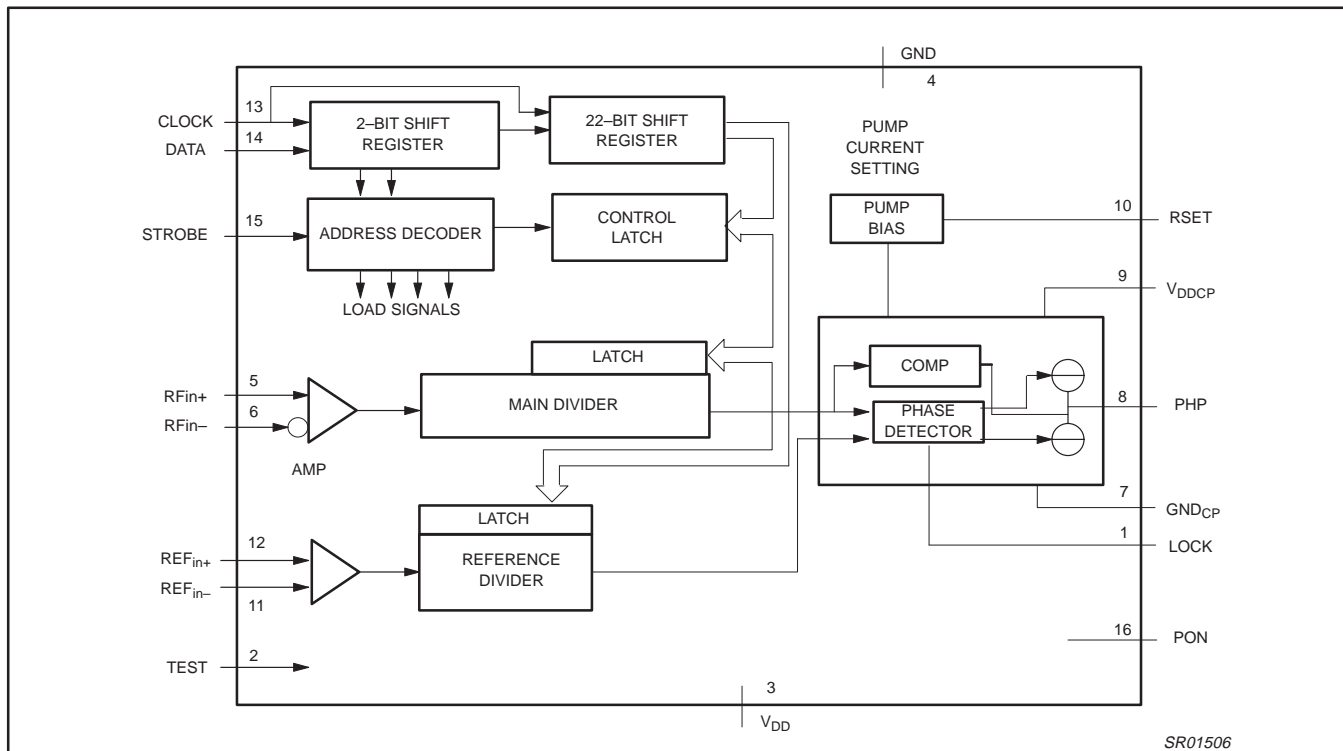 GND
4
CLOCK
13
DATA
14
2–BIT SHIFT
REGISTER
22–BIT SHIFT
REGISTER
PUMP
CURRENT
SETTING
STROBE
15
ADDRESS DECODER
CONTROL
LATCH
PUMP
BIAS
10
RSET
LOAD SIGNALS
9
VDDCP
LATCH
MAIN DIVIDER
RFin+
5
RFin–
6
AMP
COMP
PHASE
DETECTOR
8
PHP
7
GNDCP
1
LOCK
LATCH
REFERENCE
DIVIDER
REFin+
12
REFin–
11
16
PON
TEST
2
3
VDD
SR01506